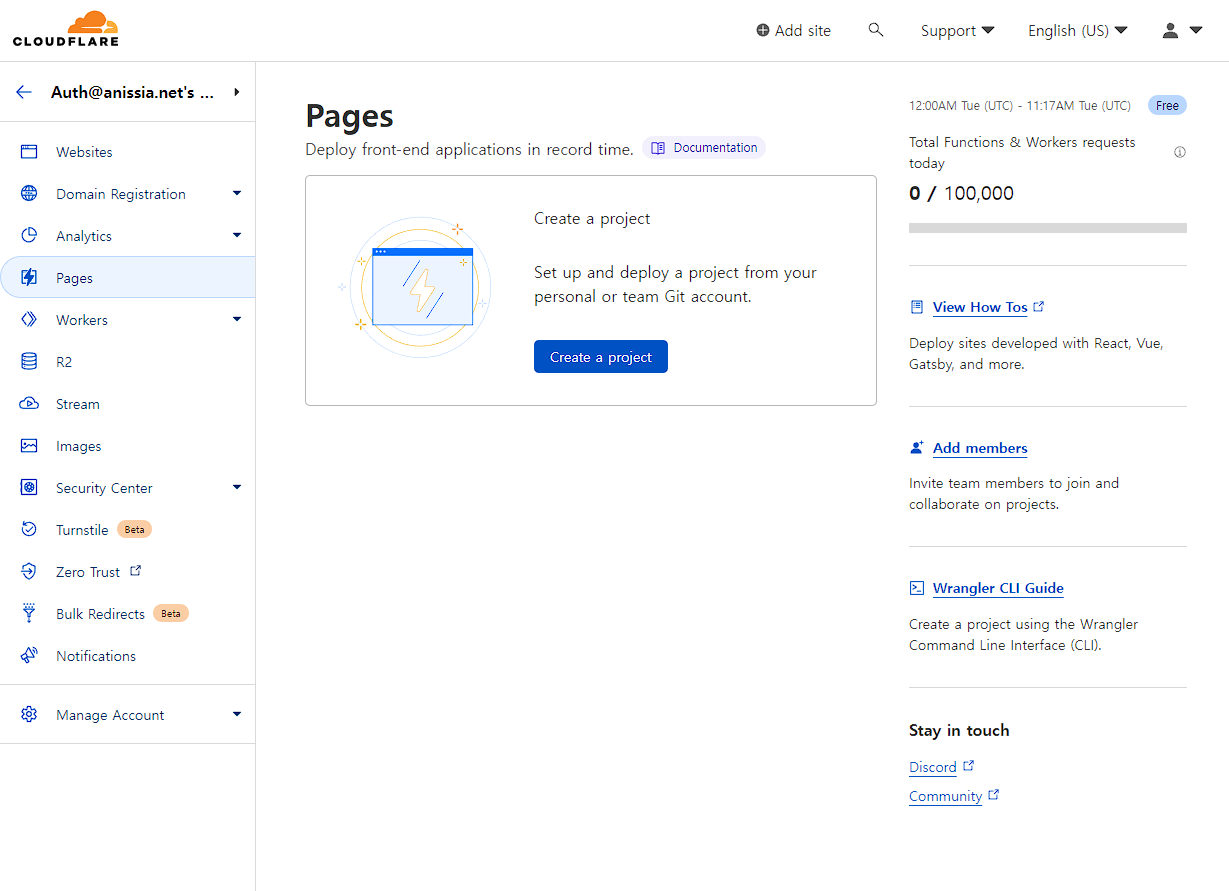 CLOUDFLARE
Add site
Support
English (US)
Auth@anissia.net's ...
Websites
Domain Registration
Analytics
Pages
Workers
R2
Stream
Images
Security Center
Turnstile Beta
Zero Trust
Bulk Redirects Beta
Notifications
Manage Account
Pages
Deploy front-end applications in record time. Documentation
Create a project
Set up and deploy a project from your
personal or team Git account.
Create a project
12:00AM Tue (UTC) - 11:17AM Tue (UTC) Free
Total Functions & Workers requests
today
0 / 100,000
View How Tos
Deploy sites developed with React, Vue,
Gatsby, and more.
Add members
Invite team members to join and
collaborate on projects.
Wrangler CLI Guide
Create a project using the Wrangler
Command Line Interface (CLI).
Stay in touch
Discord
Community